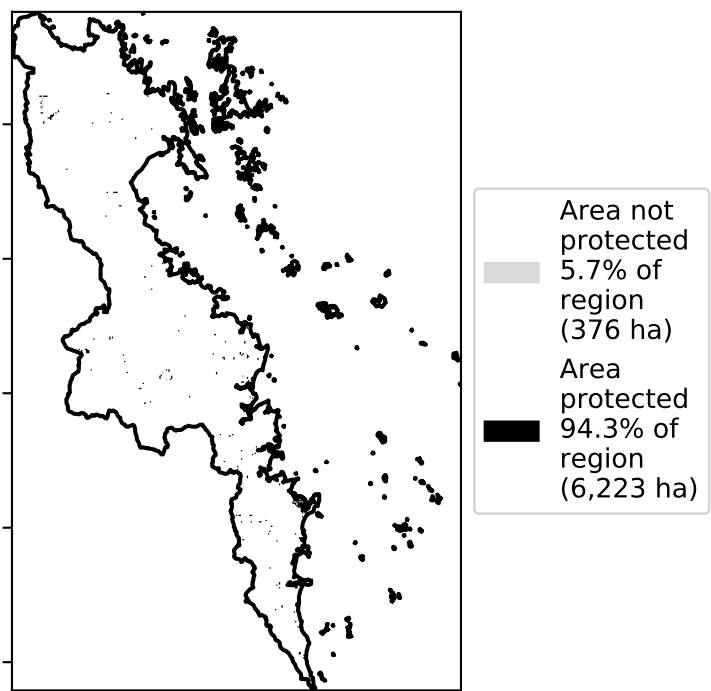 Area not
protected
5.7% of
region
(376 ha)
Area
protected
94.3% of
region
(6,223 ha)